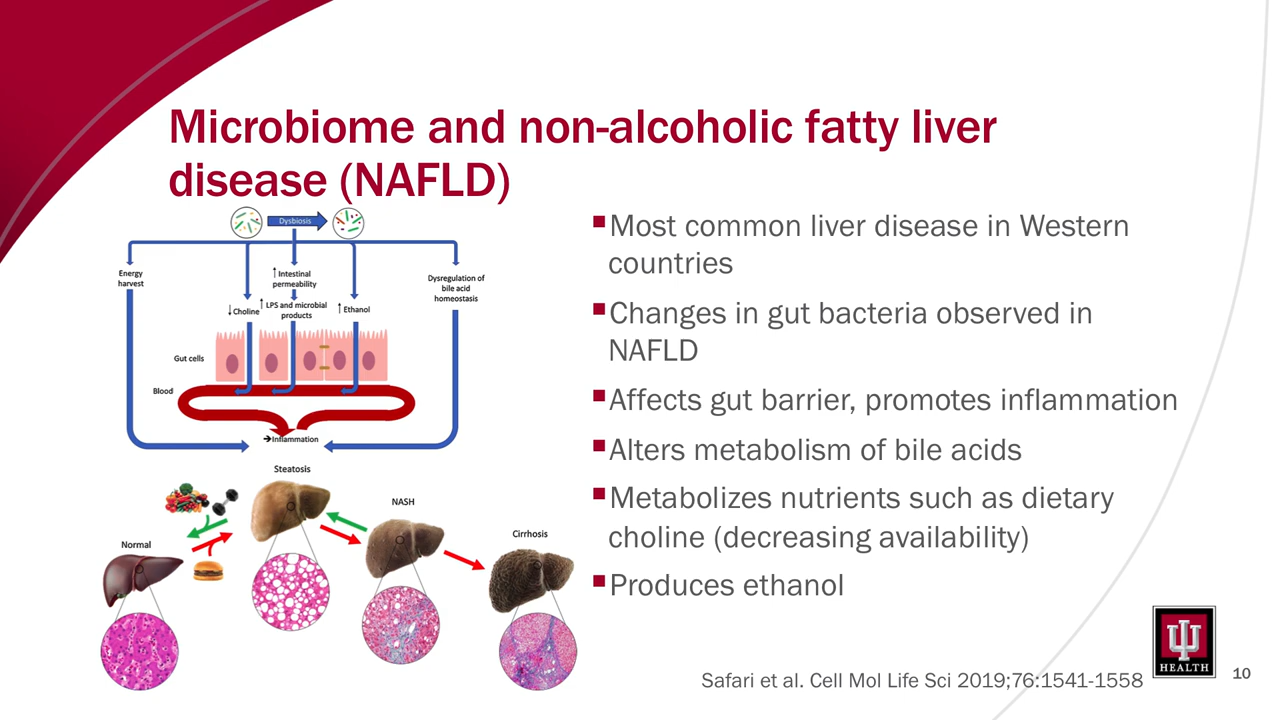 Microbiome and non-alcoholic fatty liver
disease (NAFLD)
Dysbiosis
Energy
harvest
↑ Intestinal
permeability
Dysregulation of
bile acid
homeostasis
↓ Choline
↑ LPS and microbial
products
↑ Ethanol
Gut cells
Blood
➔Inflammation
Steatosis
NASH
Cirrhosis
Normal
▪Most common liver disease in Western
countries
▪Changes in gut bacteria observed in
NAFLD
▪Affects gut barrier, promotes inflammation
▪Alters metabolism of bile acids
▪Metabolizes nutrients such as dietary
choline (decreasing availability)
▪Produces ethanol
Safari et al. Cell Mol Life Sci 2019;76:1541-1558
HEALTH
10